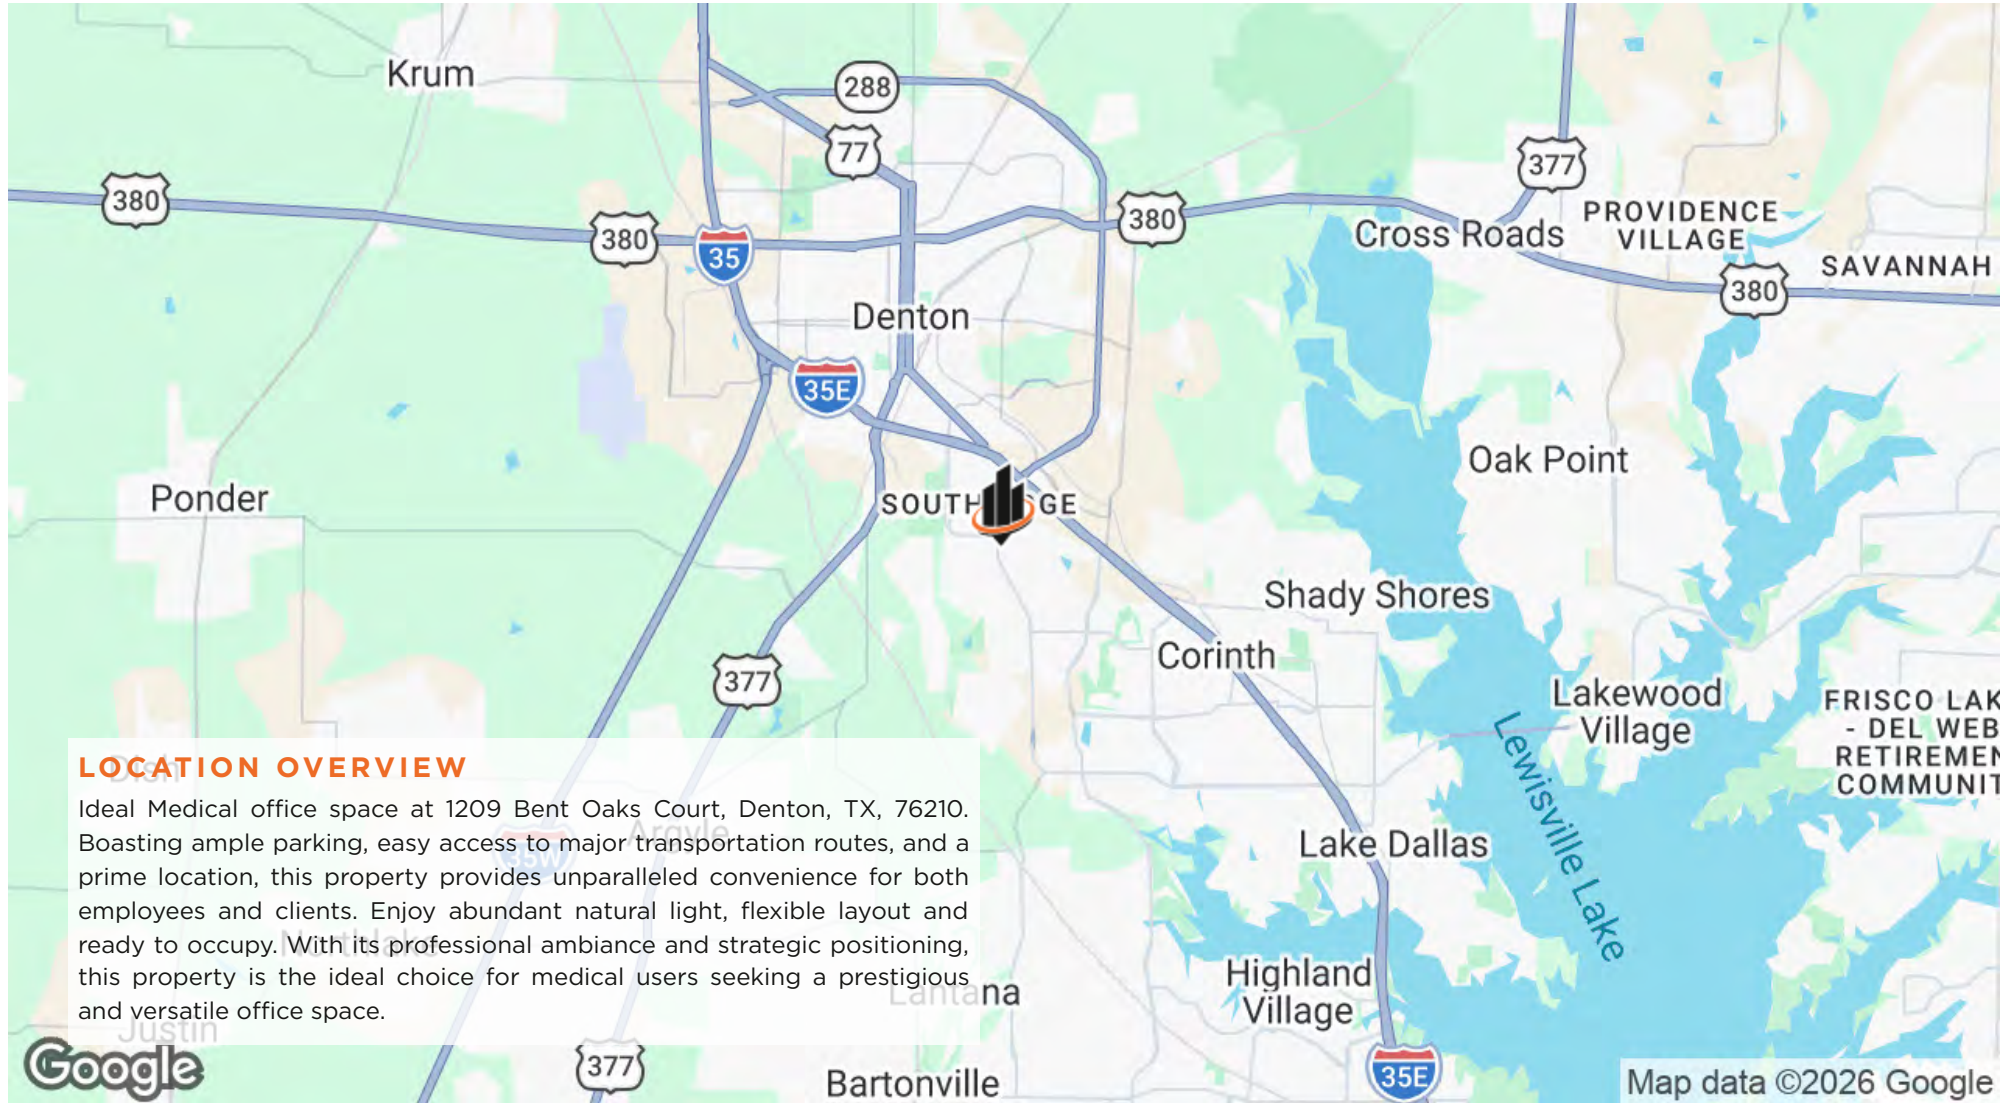 Krum
288
77
377
380
380
380
PROVIDENCE
VILLAGE
Cross Roads
35
SAVANNAH
380
Denton
35E
Oak Point
Ponder
SOUTH GE
Shady Shores
Corinth
377
Lakewood
Village
FRISCO LAK
- DEL WEB
RETIREMEN
COMMUNIT
Lewisville Lake
Dish
LOCATION OVERVIEW
Ideal Medical office space at 1209 Bent Oaks Court, Denton, TX, 76210.
Boasting ample parking, easy access to major transportation routes, and a
prime location, this property provides unparalleled convenience for both
employees and clients. Enjoy abundant natural light, flexible layout and
ready to occupy. With its professional ambiance and strategic positioning,
this property is the ideal choice for medical users seeking a prestigious
and versatile office space.
Argyle
35W
Northlake
Lantana
Justin
Lake Dallas
Highland
Village
Google
377
Bartonville
35E
Map data ©2026 Google